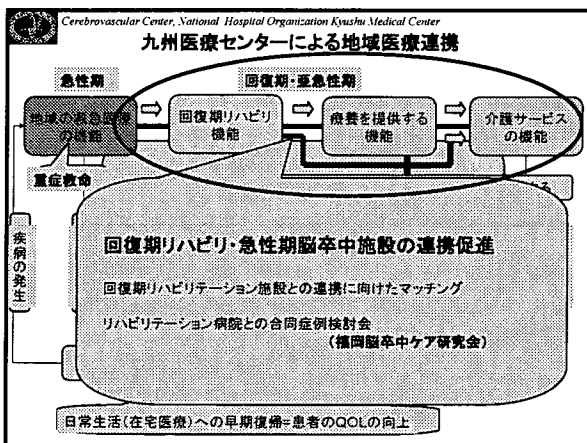 Cerebrovascular Center, National Hospital Organization Kyushu Medical Center
九州医療センターによる地域医療連携
急性期
回復期・亜急性期
地域の救急医療
の機能
回復期リハビリ
機能
療養を提供する
機能
介護サービス
の機能
重症救命
疾病の発生
回復期リハビリ・急性期脳卒中施設の連携促進
回復期リハビリテーション施設との連携に向けたマッチング
リハビリテーション病院との合同症例検討会
(福岡脳卒中ケア研究会)
日常生活(在宅医療)への早期復帰=患者のQOLの向上